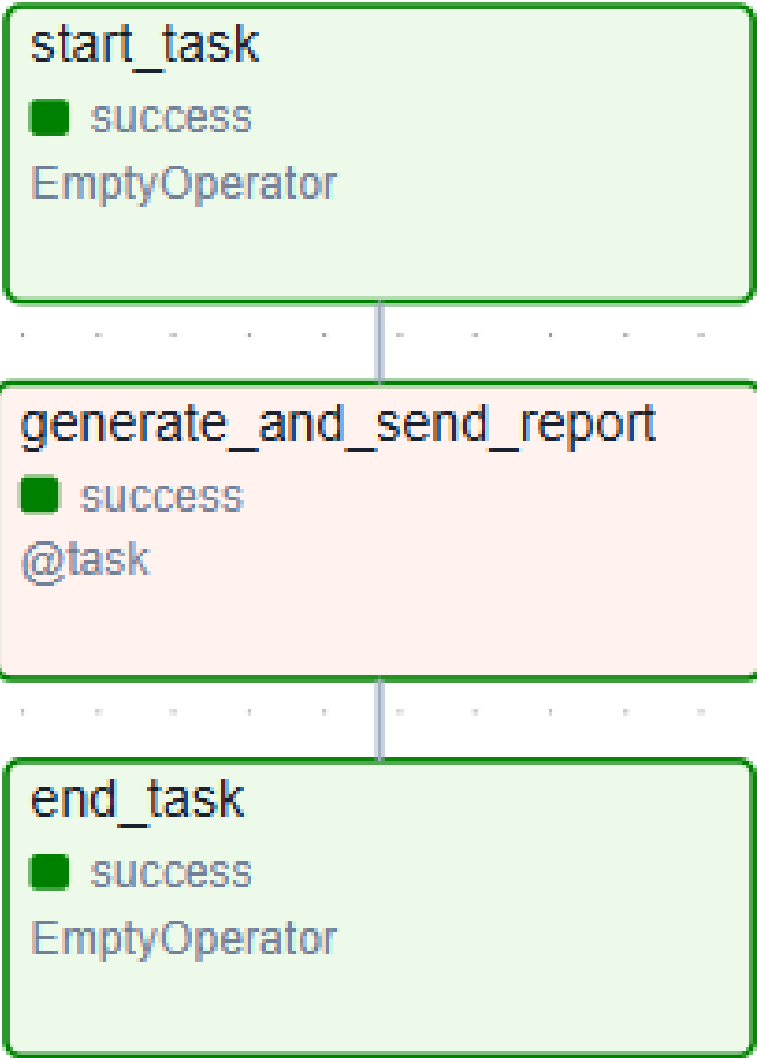 start_task
success
EmptyOperator
generate_and_send_report
success
@task
end_task
success
EmptyOperator